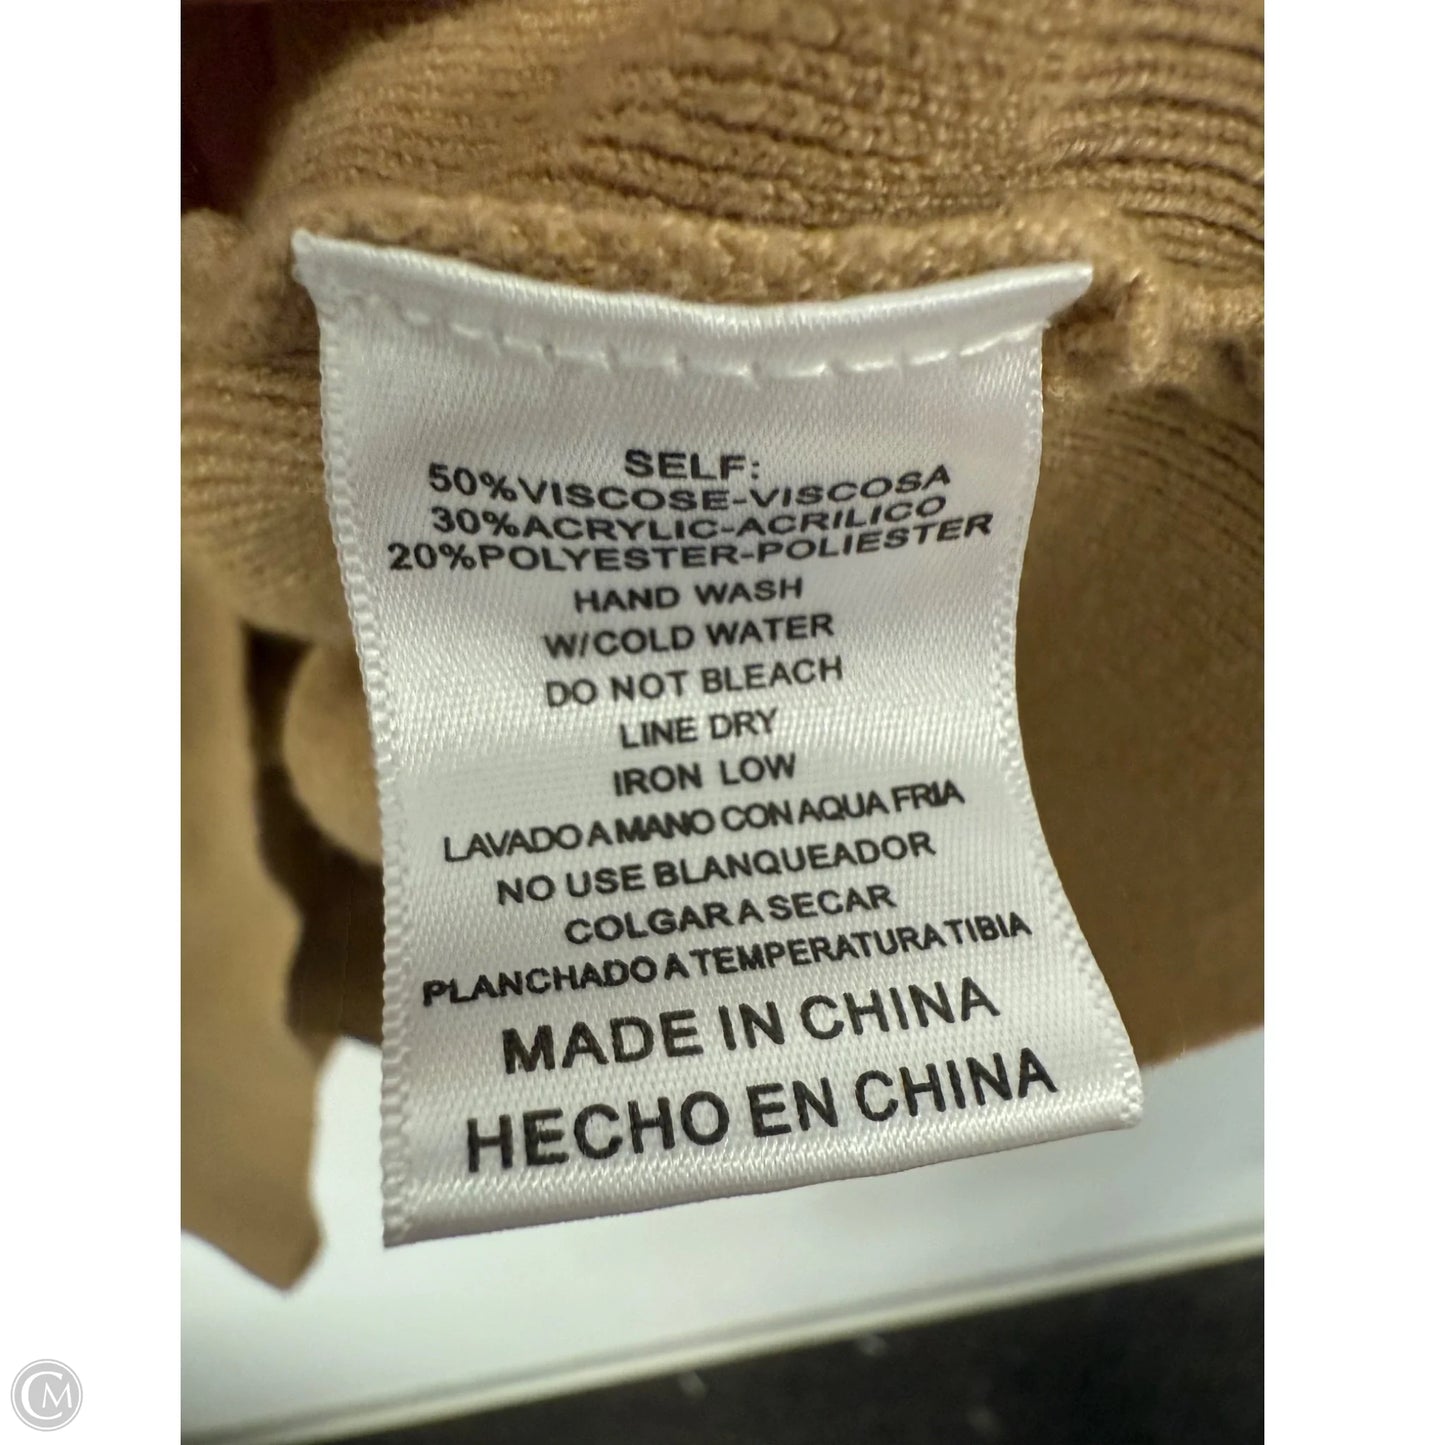 SELF:
50%VISCOSE-VISCOSA
30%ACRYLIC-ACRILICO
20%POLYESTER-POLIESTER
HAND WASH
W/COLD WATER
DO NOT BLEACH
LINE DRY
IRON LOW
LAVADO A MANO CON AQUA FRIA
NO USE BLANQUEADOR
COLGAR A SECAR
PLANCHADO A TEMPERATURA TIBIA
MADE IN CHINA
HECHO EN CHINA
CM